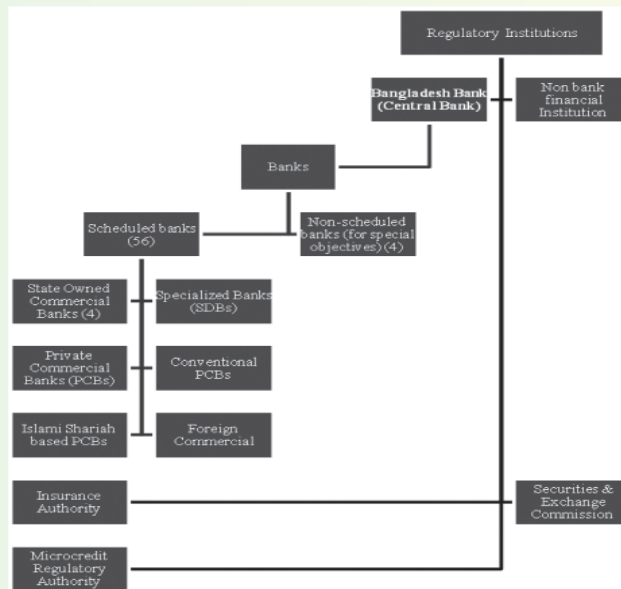 Regulatory Institutions
Bangladesh Bank
(Central Bank)
Non bank
financial
Institution
Banks
Scheduled banks
(56)
Non-scheduled
banks (for special
objectives) (4)
State Owned
Commercial
Banks (4)
Specialized Banks
(SDBs)
Private
Commercial
Banks (PCBs)
Conventional
PCBs
Islami Shariah
based PCBs
Foreign
Commercial
Insurance
Authority
Securities &
Exchange
Commission
Microcredit
Regulatory
Authority